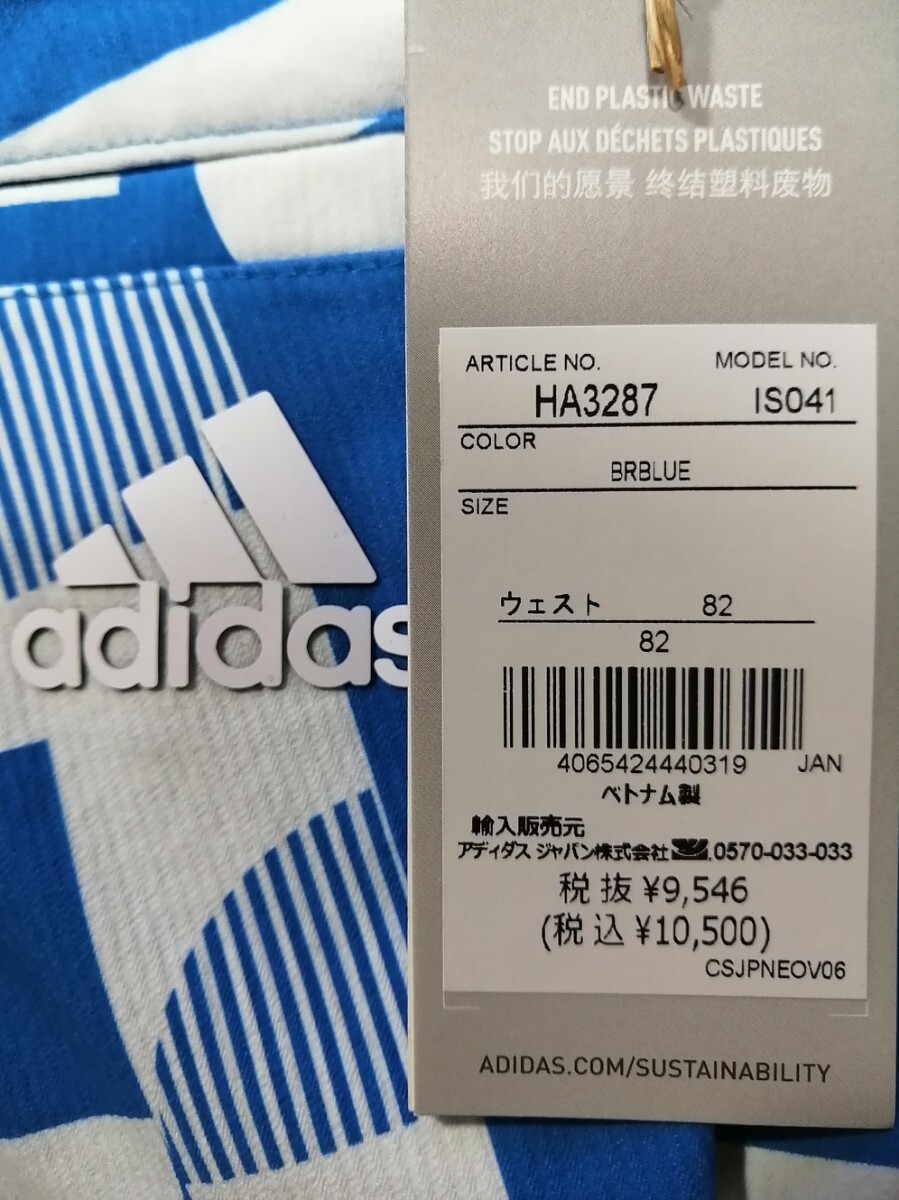 END PLASTIC WASTE
STOP AUX DÉCHETS PLASTIQUES
我们的愿景 终结塑料废物
ARTICLE NO. MODEL NO.
HA3287 IS041
COLOR
BRBLUE
SIZE
ウェスト 82
82
4065424440319 JAN
ベトナム製
輸入販売元
アディダス ジャパン株式会社 0570-033-033
税抜 ¥9,546
(税込 ¥10,500)
CSJPNEOV06
ADIDAS.COM/SUSTAINABILITY
adidas